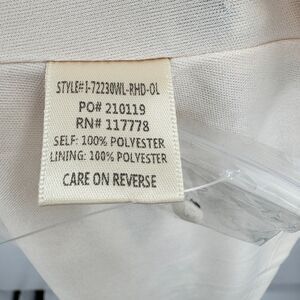 STYLE# I-72230WL-RHD-OL
PO# 210119
RN# 117778
SELF: 100% POLYESTER
LINING: 100% POLYESTER
CARE ON REVERSE